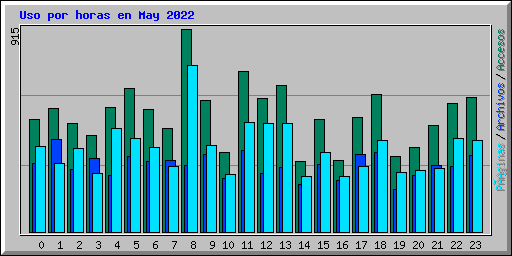 Uso por horas en May 2022
915
Pÿginas / Archivos / Accesos
0 1 2 3 4 5 6 7 8 9 10 11 12 13 14 15 16 17 18 19 20 21 22 23